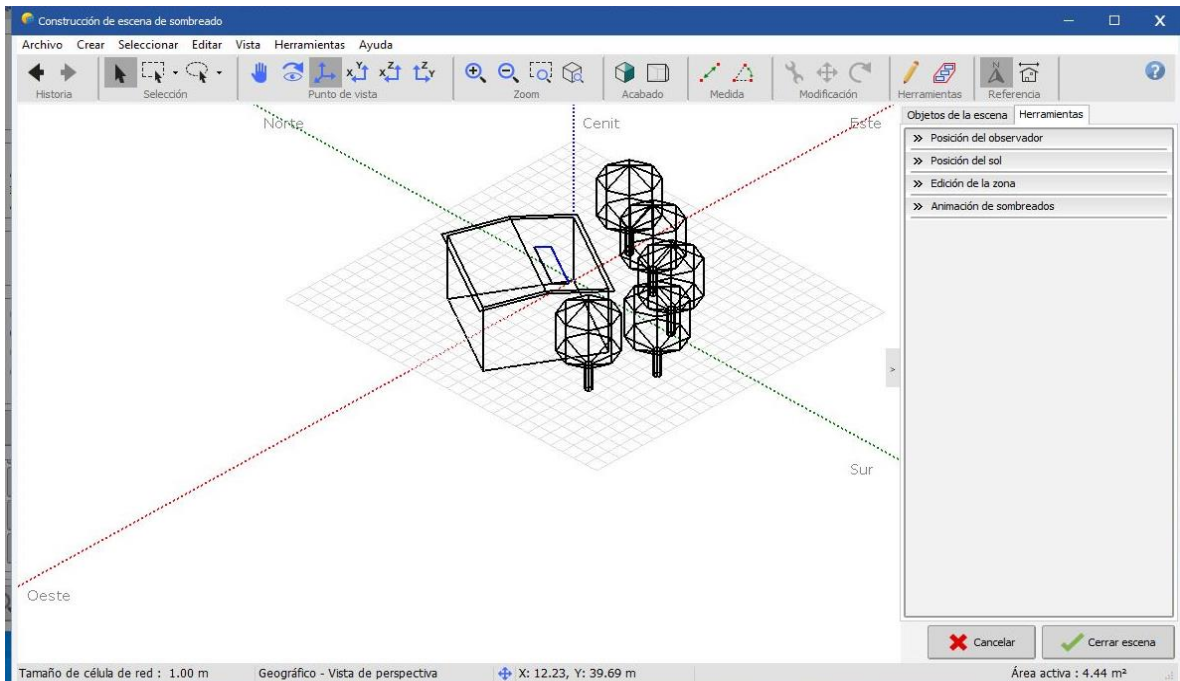 Construcción de escena de sombreado
Archivo Crear Seleccionar Editar Vista Herramientas Ayuda
Historia Selección Punto de vista Zoom Acabado Medida Modificación Herramientas Referencia
Objetos de la escena Herramientas
Norte Cenit Este
» Posición del observador
» Posición del sol
» Edición de la zona
» Animación de sombreados
Sur
Oeste
Cancelar Cerrar escena
Tamaño de célula de red : 1.00 m Geográfico - Vista de perspectiva X: 12.23, Y: 39.69 m Área activa : 4.44 m²